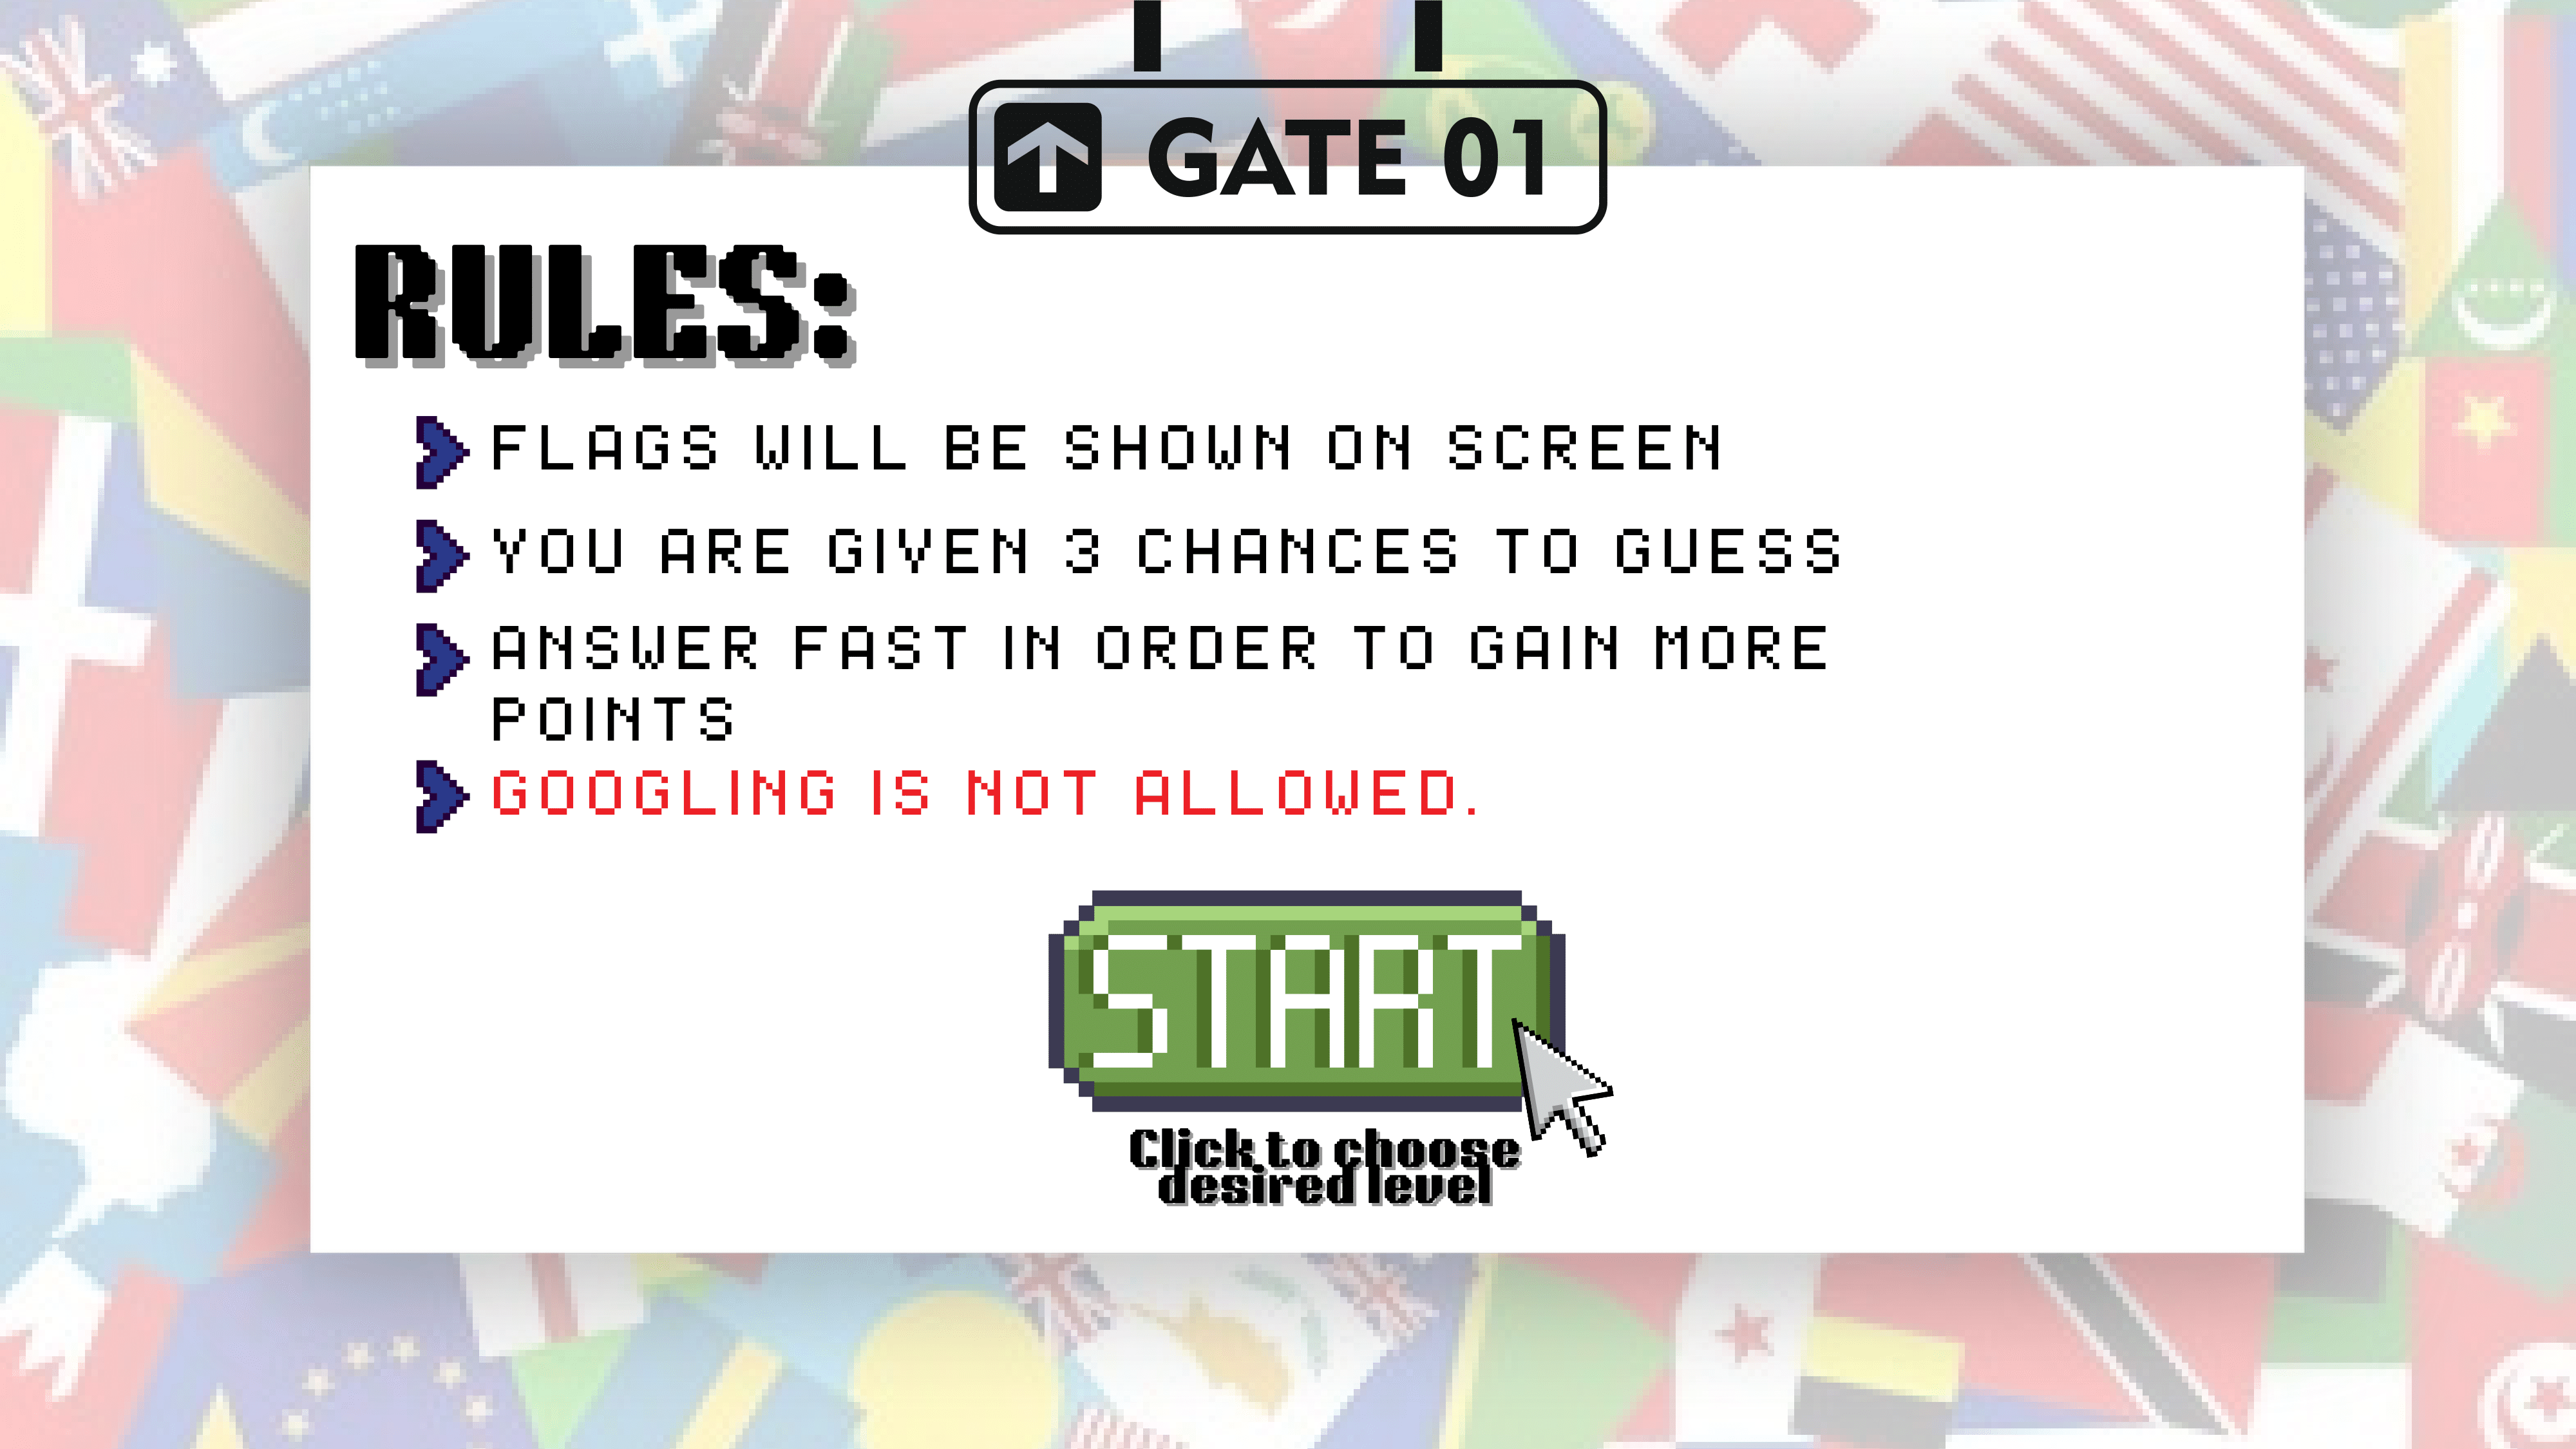 GATE 01
RULES:
FLAGS WILL BE SHOWN ON SCREEN
YOU ARE GIVEN 3 CHANCES TO GUESS
ANSWER FAST IN ORDER TO GAIN MORE
POINTS
GOOGLING IS NOT ALLOWED.
START
Click to choose
desired level